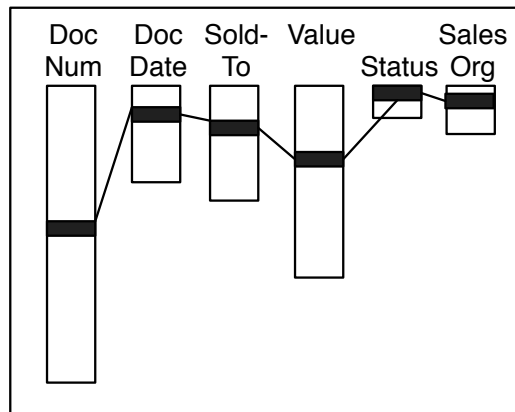 Doc Num
Doc Date
Sold-To
Value
Status
Sales Org